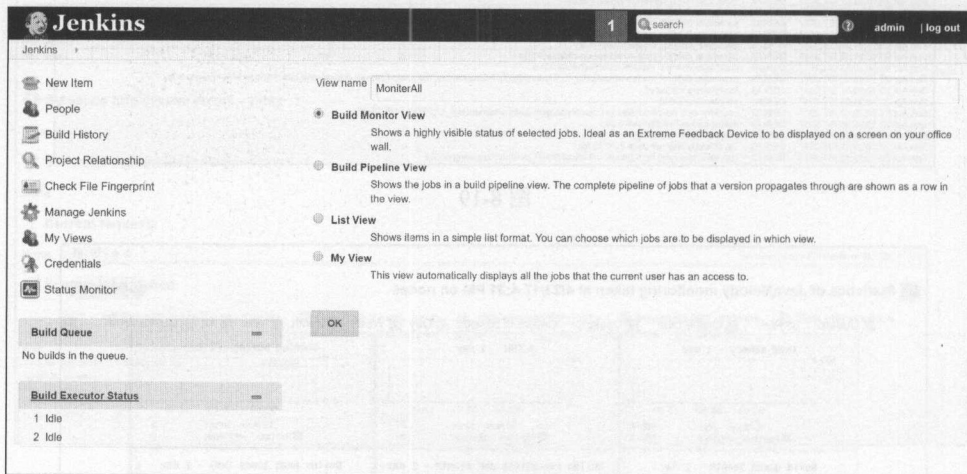 Jenkins
1
search
admin | log out
Jenkins
New Item
People
Build History
Project Relationship
Check File Fingerprint
Manage Jenkins
My Views
Credentials
Status Monitor
Build Queue
No builds in the queue.
Build Executor Status
1 Idle
2 Idle
View name MoniterAll
Build Monitor View
Shows a highly visible status of selected jobs. Ideal as an Extreme Feedback Device to be displayed on a screen on your office
wall.
Build Pipeline View
Shows the jobs in a build pipeline view. The complete pipeline of jobs that a version propagates through are shown as a row in
the view.
List View
Shows items in a simple list format. You can choose which jobs are to be displayed in which view.
My View
This view automatically displays all the jobs that the current user has an access to.
OK